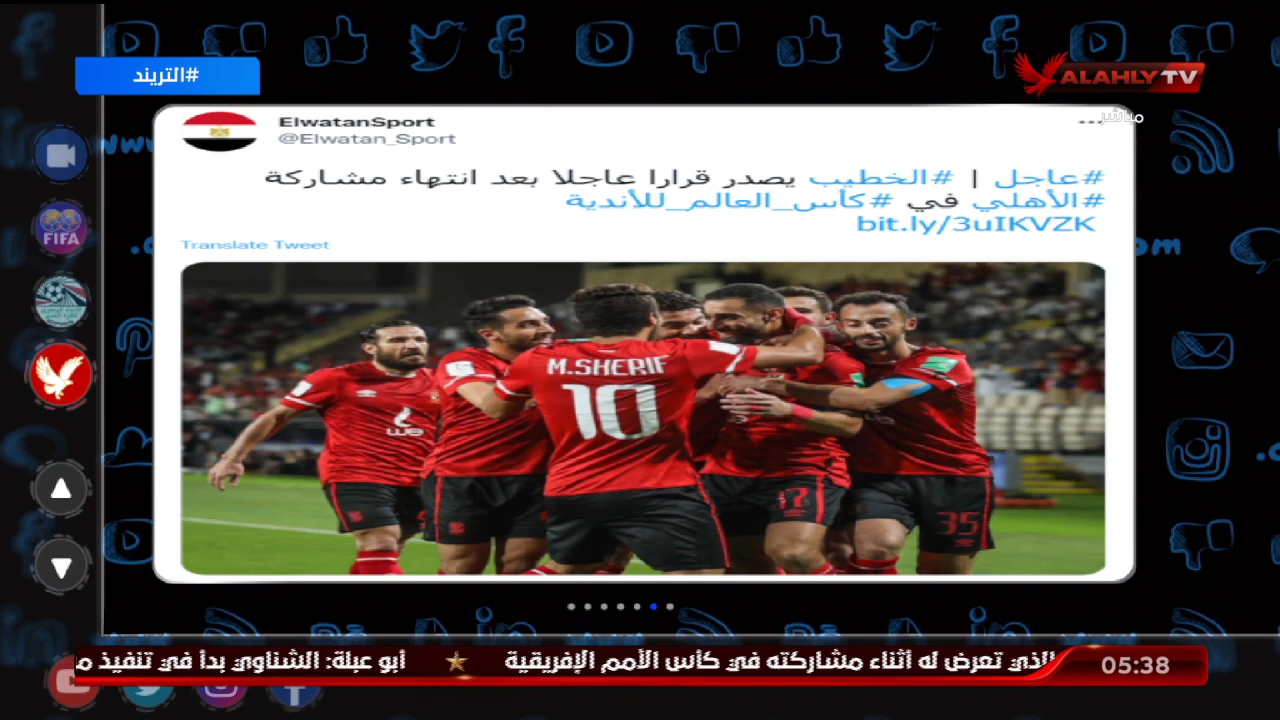 #التريند
ALAHLY TV
مباشر
ElwatanSport
@Elwatan_Sport
#عاجل | #الخطيب يصدر قرارا عاجلا بعد انتهاء مشاركة
#الأهلي في #كأس_العالم_للأندية
bit.ly/3uIKVZK
Translate Tweet
FIFA
M.SHERIF
10
we
17
35
الذي تعرض له أثناء مشاركته في كأس الأمم الإفريقية
أبو عبلة: الشناوي بدأ في تنفيذ
05:38